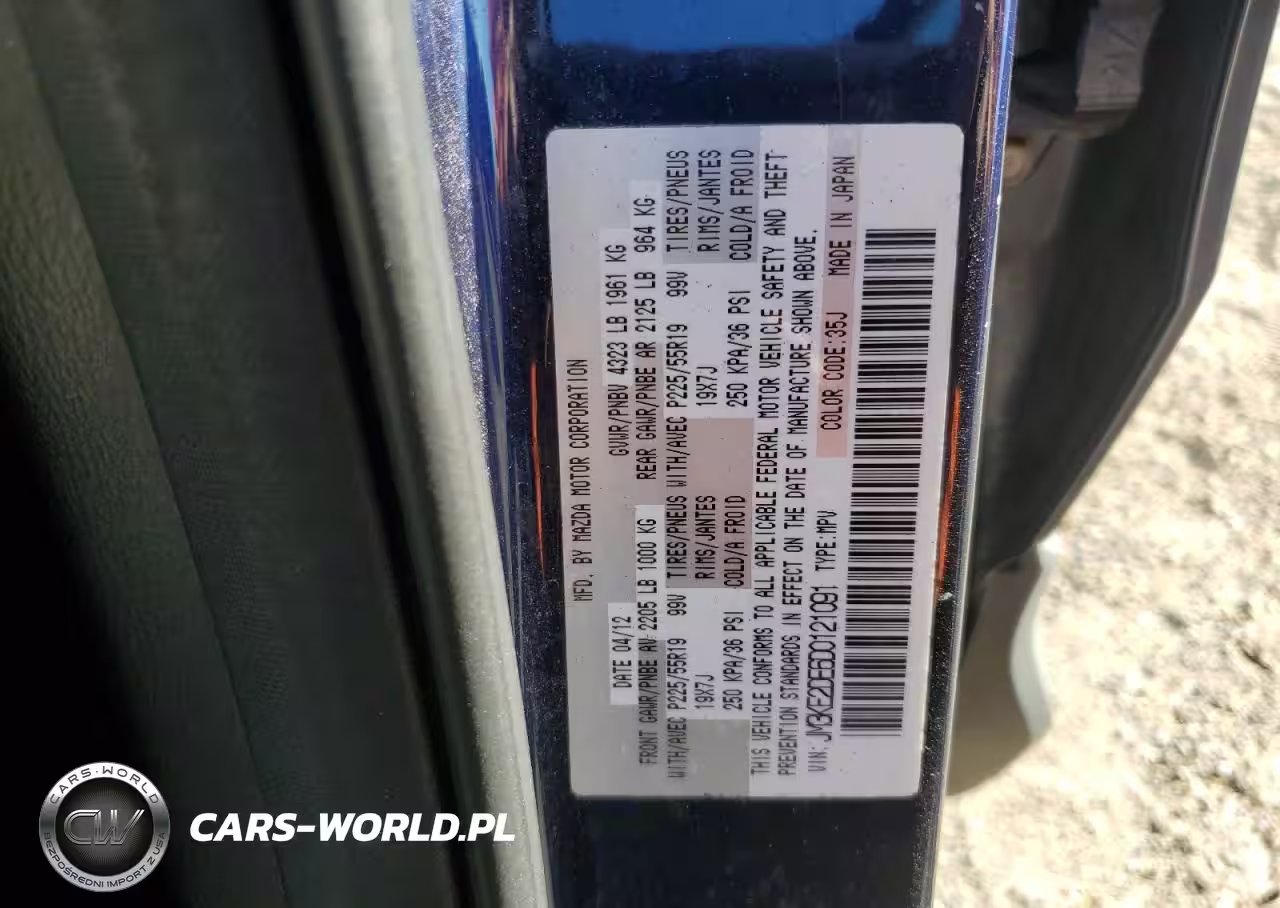 MFD. BY MAZDA MOTOR CORPORATION
DATE 04/12 GVWR/PNBV 4323 LB 1961 KG
FRONT GAWR/PNBE AV 2205 LB 1000 KG REAR GAWR/PNBE AR 2125 LB 964 KG
WITH/AVEC P225/55R19 99V TIRES/PNEUS WITH/AVEC P225/55R19 99V TIRES/PNEUS
19X7J RIMS/JANTES 19X7J RIMS/JANTES
250 KPA/36 PSI COLD/A FROID 250 KPA/36 PSI COLD/A FROID
THIS VEHICLE CONFORMS TO ALL APPLICABLE FEDERAL MOTOR VEHICLE SAFETY AND THEFT
PREVENTION STANDARDS IN EFFECT ON THE DATE OF MANUFACTURE SHOWN ABOVE.
VIN: JM3KE2DE6D0121091 TYPE:MPV COLOR CODE:35J MADE IN JAPAN
CARS-WORLD
CW
BEZPOŚREDNI IMPORT Z USA
CARS-WORLD.PL